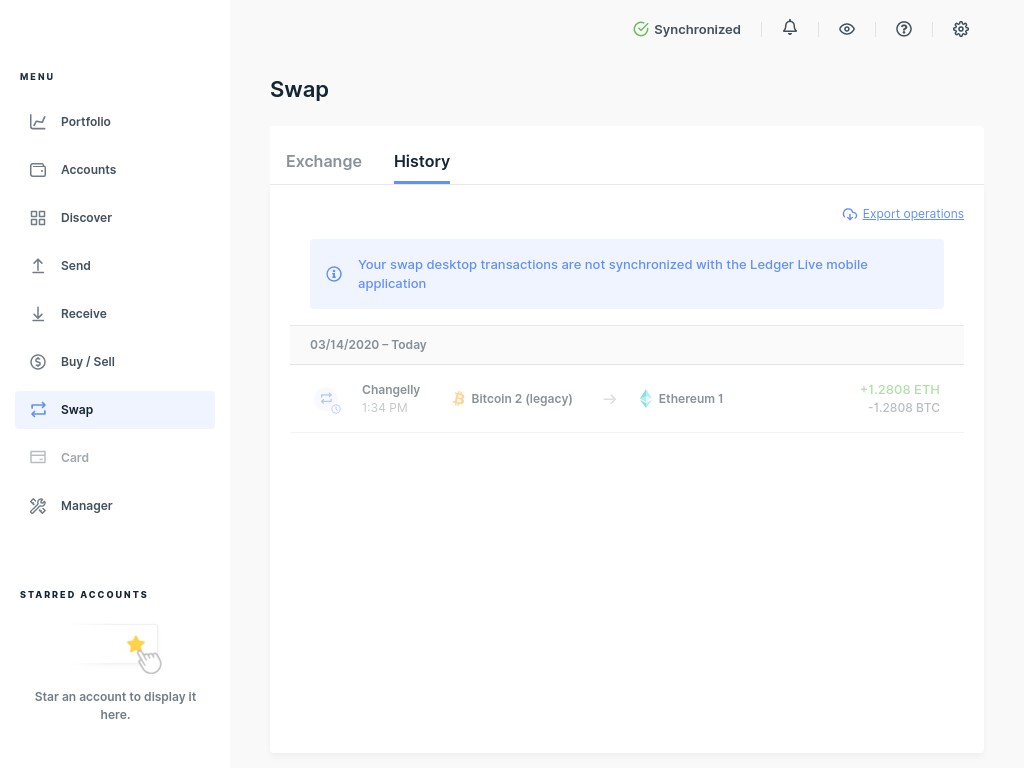 Synchronized
MENU
Portfolio
Accounts
Discover
Send
Receive
Buy / Sell
Swap
Card
Manager
STARRED ACCOUNTS
Star an account to display it
here.
Swap
Exchange
History
Export operations
Your swap desktop transactions are not synchronized with the Ledger Live mobile
application
03/14/2020 – Today
Changelly
1:34 PM
Bitcoin 2 (legacy)
Ethereum 1
+1.2808 ETH
-1.2808 BTC